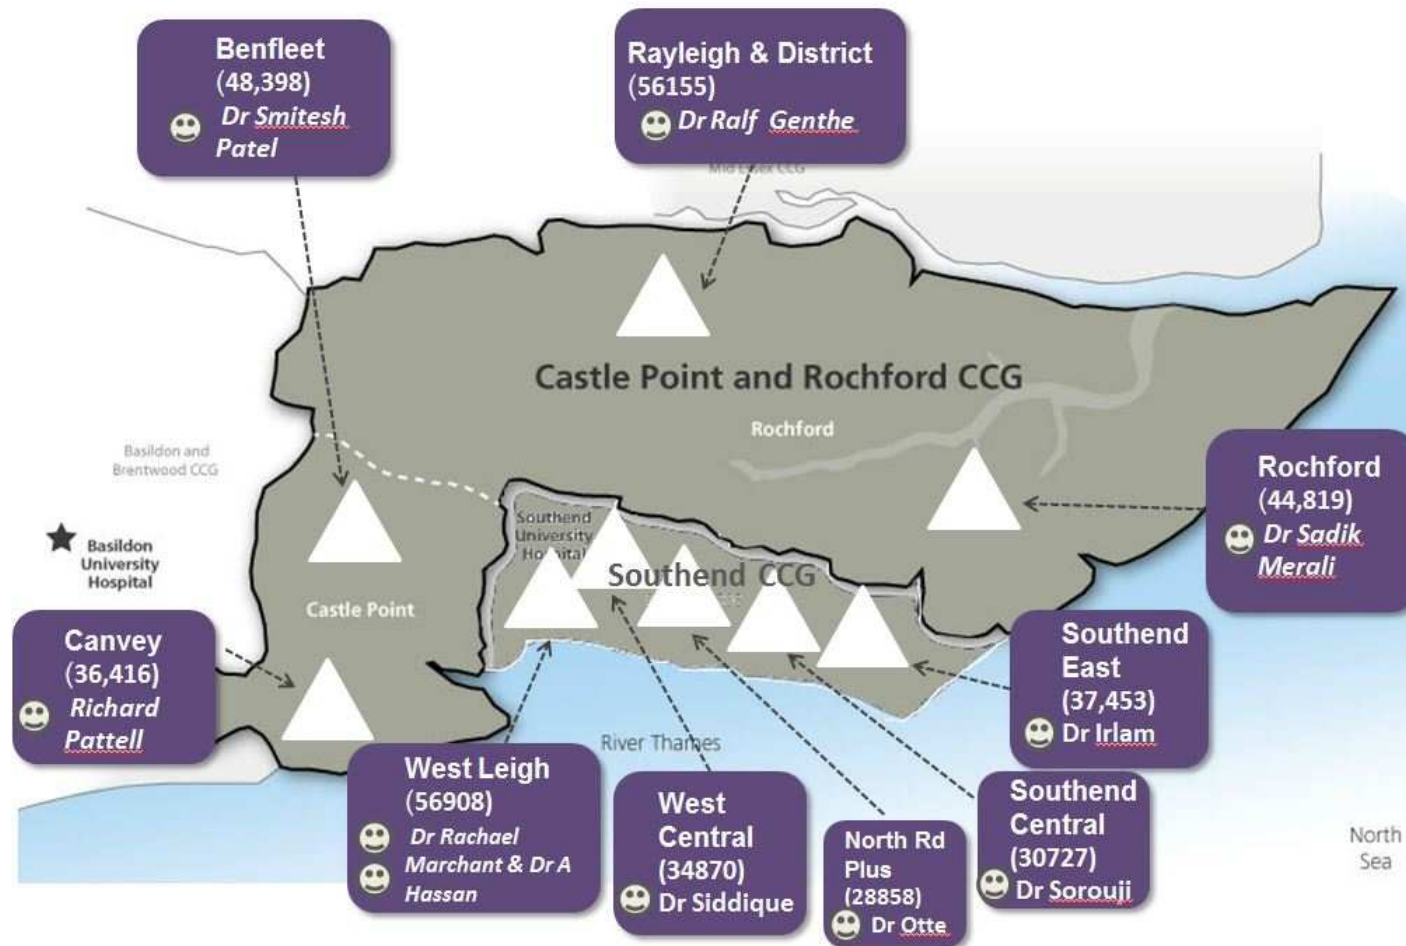 Benfleet
(48,398)
Dr Smitesh
Patel
Rayleigh & District
(56155)
Dr Ralf Genthe
Mid Essex CCG
Castle Point and Rochford CCG
Rochford
Basildon and
Brentwood CCG
Basildon
University
Hospital
Rochford
(44,819)
Dr Sadik
Merali
Southend
University
Hospital
Southend CCG
Castle Point
Canvey
(36,416)
Richard
Pattell
Southend
East
(37,453)
Dr Irlam
River Thames
West Leigh
(56908)
Dr Rachael
Marchant & Dr A
Hassan
West
Central
(34870)
Dr Siddique
North Rd
Plus
(28858)
Dr Otte
Southend
Central
(30727)
Dr Sorouji
North
Sea